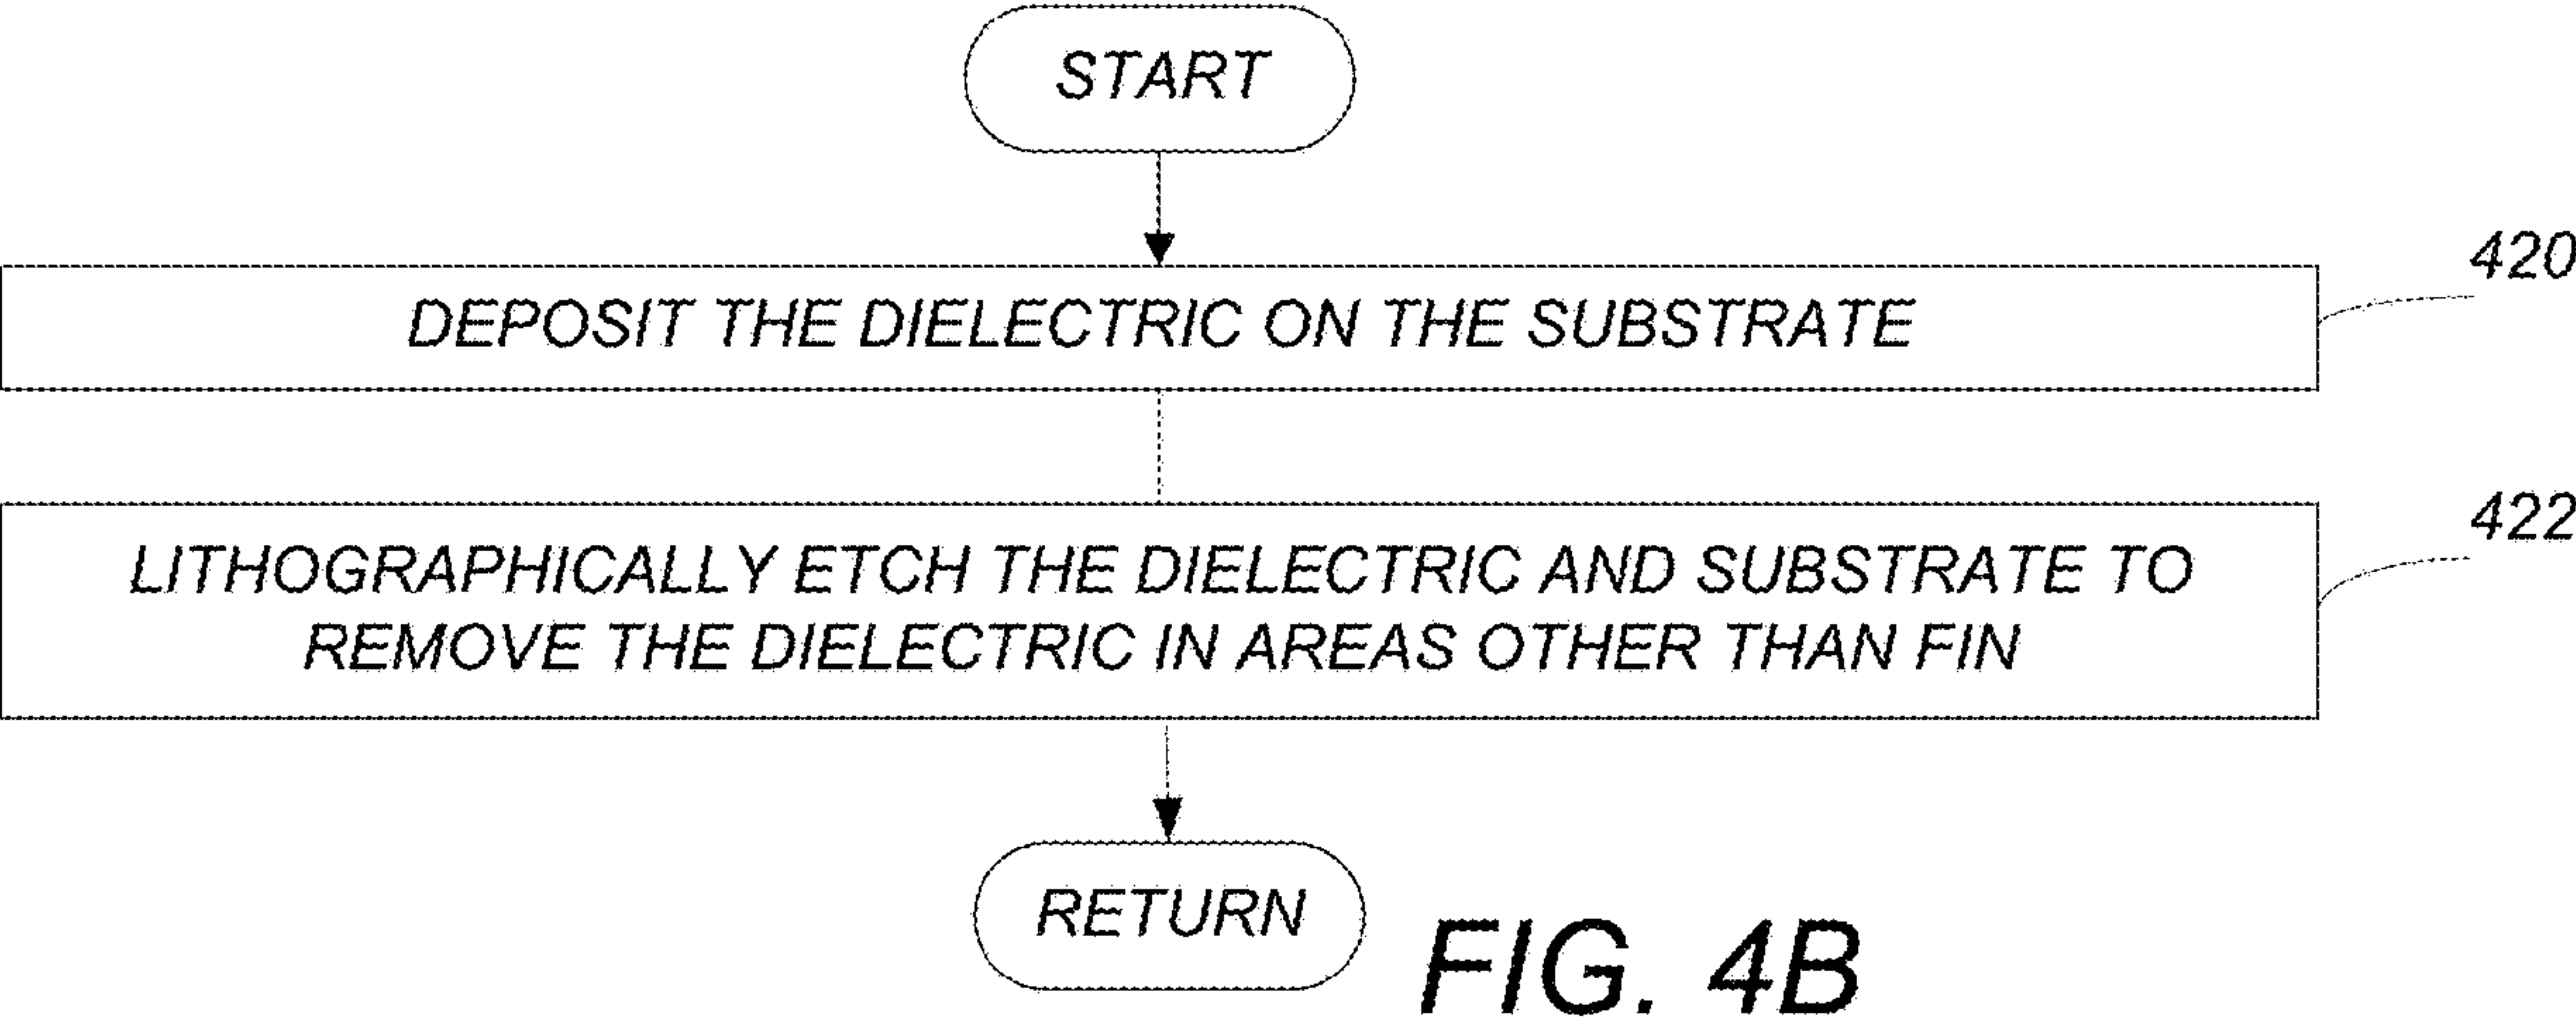 START
420
DEPOSIT THE DIELECTRIC ON THE SUBSTRATE
422
LITHOGRAPHICALLY ETCH THE DIELECTRIC AND SUBSTRATE TO
REMOVE THE DIELECTRIC IN AREAS OTHER THAN FIN
RETURN
FIG. 4B